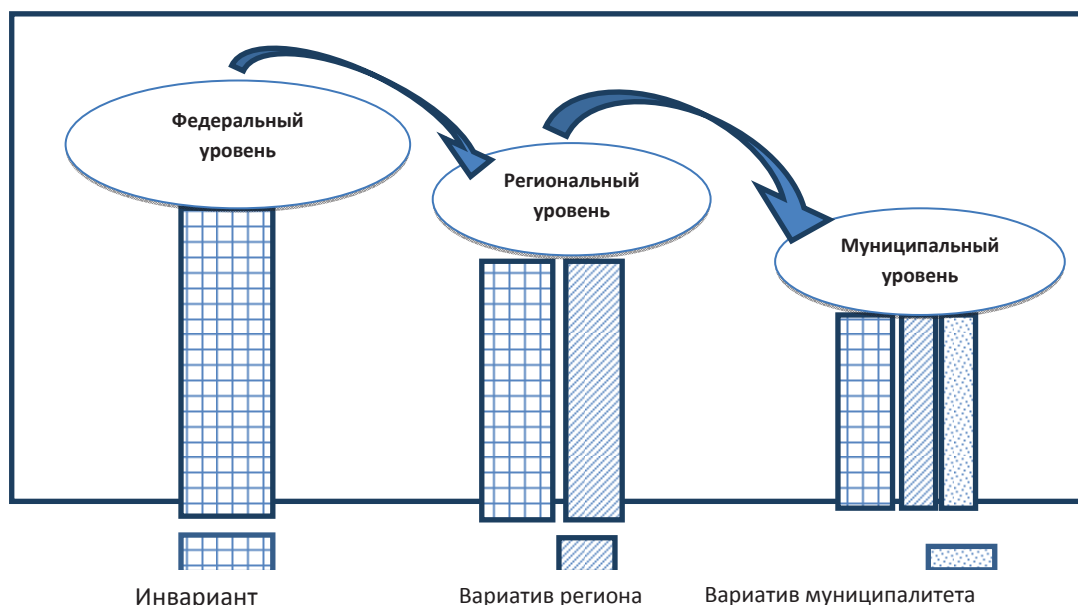 Федеральный
уровень
Региональный
уровень
Муниципальный
уровень
Инвариант
Вариатив региона
Вариатив муниципалитета